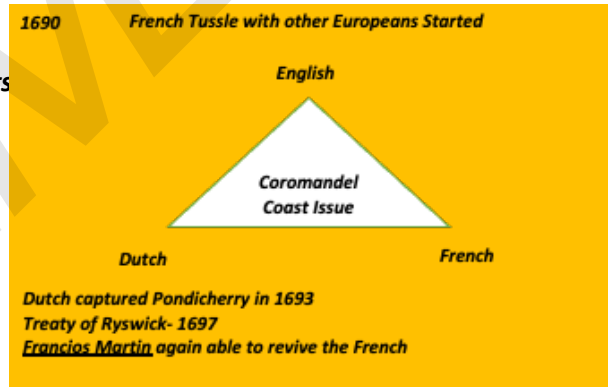 1690 French Tussle with other Europeans Started
English
Coromandel
Coast Issue
Dutch French
Dutch captured Pondicherry in 1693
Treaty of Ryswick- 1697
Francios Martin again able to revive the French